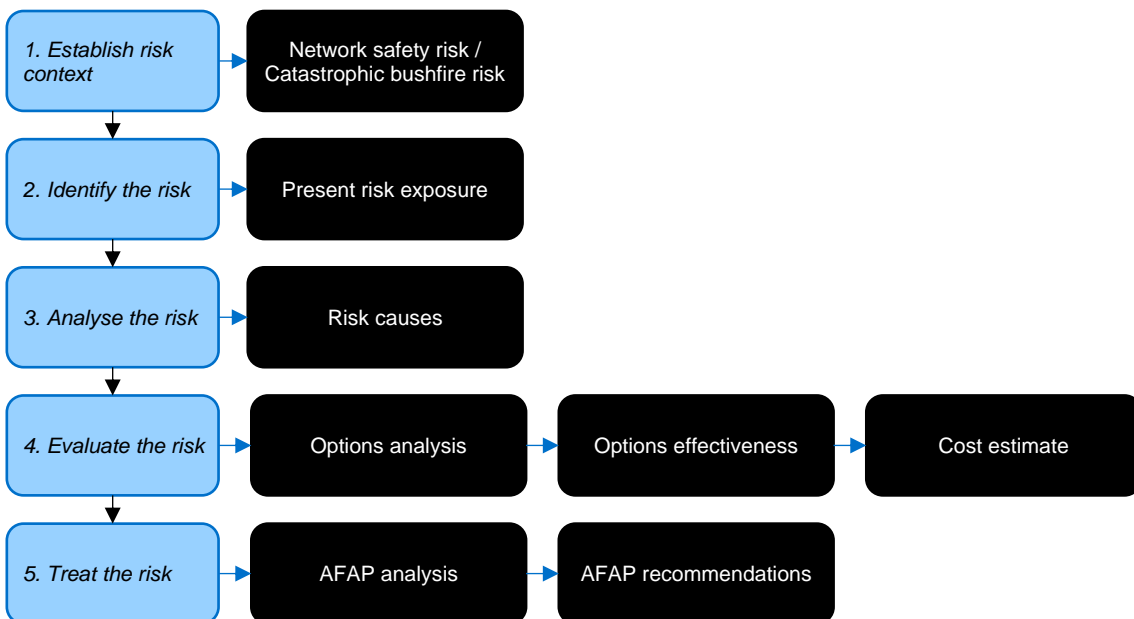 1. Establish risk
context
Network safety risk /
Catastrophic bushfire risk
2. Identify the risk
Present risk exposure
3. Analyse the risk
Risk causes
4. Evaluate the risk
Options analysis
Options effectiveness
Cost estimate
5. Treat the risk
AFAP analysis
AFAP recommendations